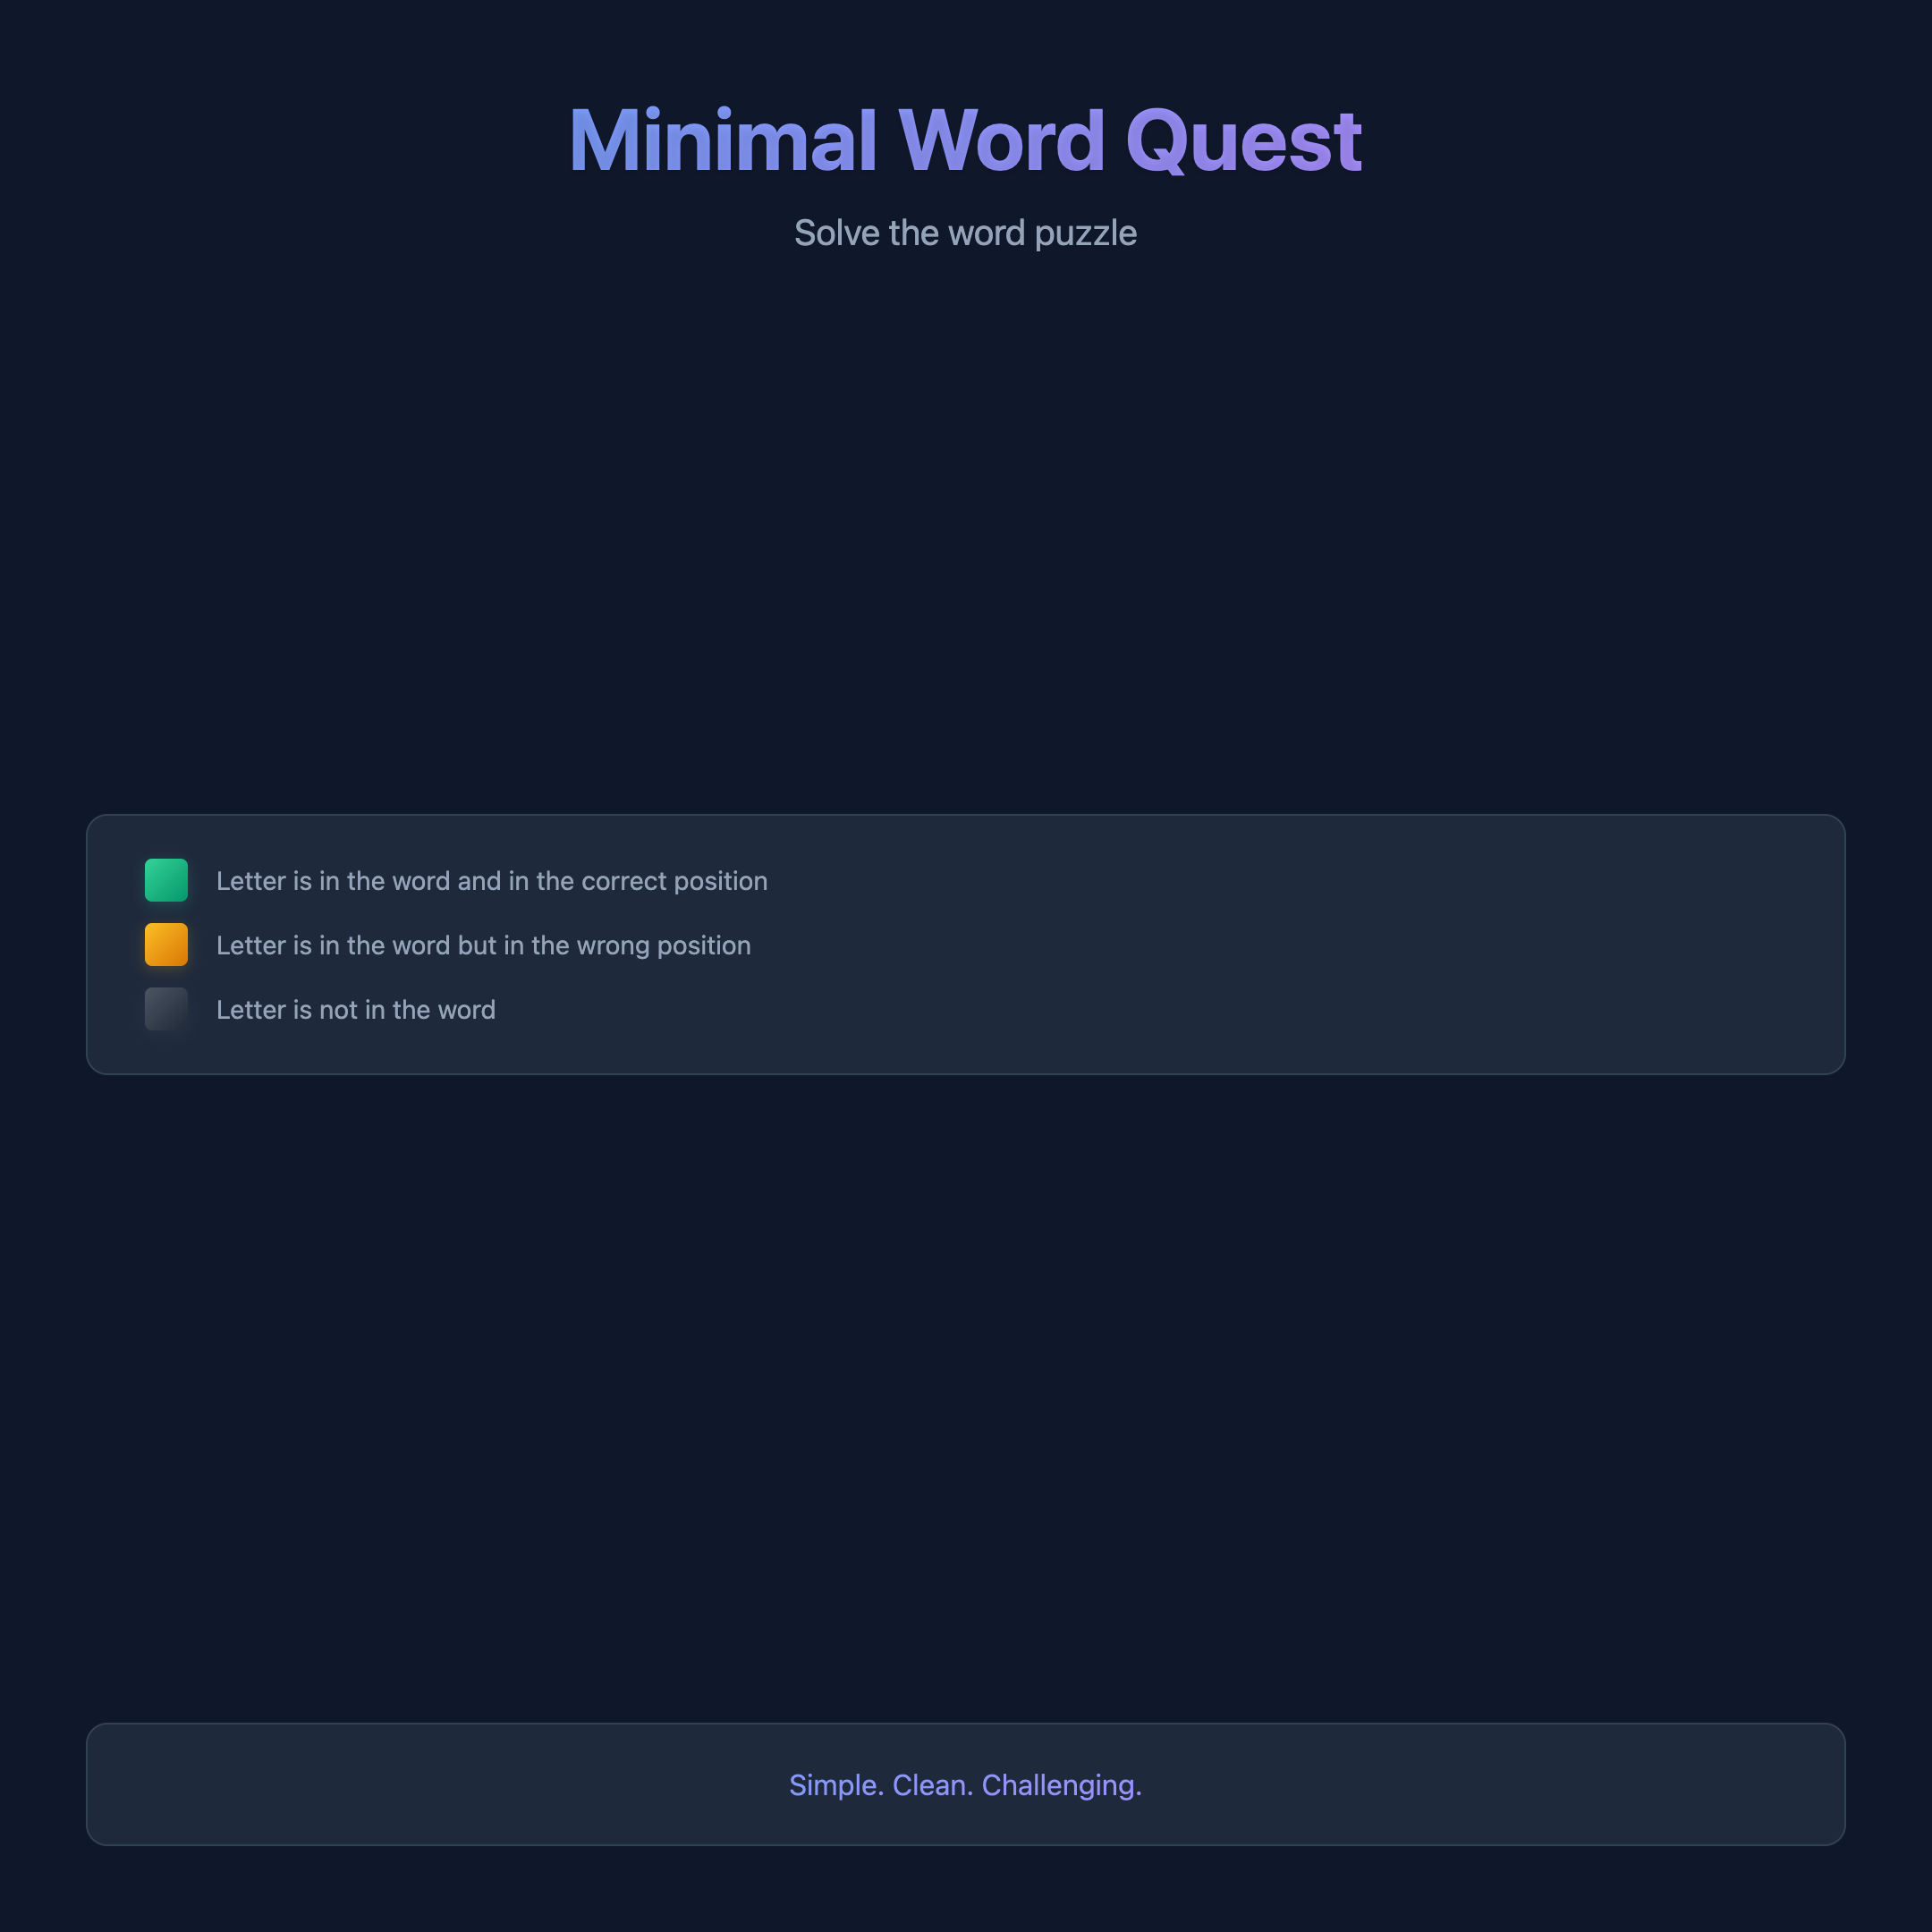 Minimal Word Quest
Solve the word puzzle
Letter is in the word and in the correct position
Letter is in the word but in the wrong position
Letter is not in the word
Simple. Clean. Challenging.